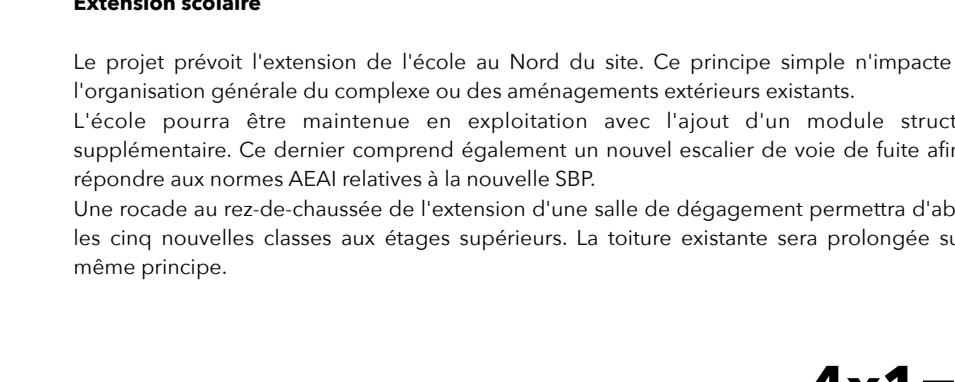 Extension scolaire
Le projet prévoit l'extension de l'école au Nord du site. Ce principe simple n'impacte
l'organisation générale du complexe ou des aménagements extérieurs existants.
L'école pourra être maintenue en exploitation avec l'ajout d'un module struct
supplémentaire. Ce dernier comprend également un nouvel escalier de voie de fuite afin
répondre aux normes AEAI relatives à la nouvelle SBP.
Une rocade au rez-de-chaussée de l'extension d'une salle de dégagement permettra d'ab
les cinq nouvelles classes aux étages supérieurs. La toiture existante sera prolongée su
même principe.
4x1=